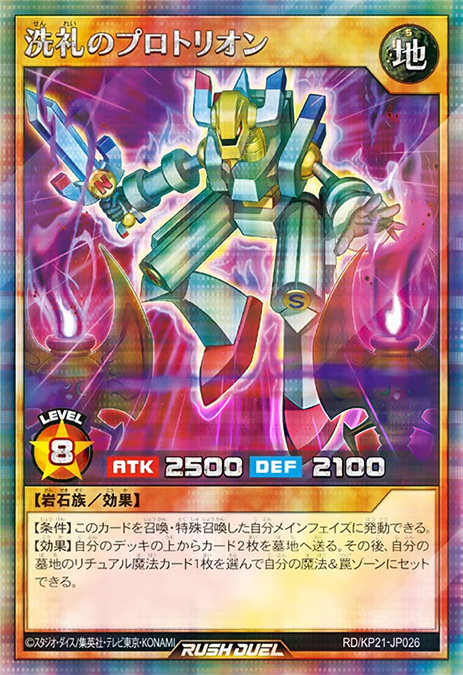 洗礼のプロトリオン
せん れい
地
N
S
LEVEL
8
ATK 2500 DEF 2100
【岩石族／効果】
【条件】このカードを召喚・特殊召喚した自分メインフェイズに発動できる。
【効果】自分のデッキの上からカード2枚を墓地へ送る。その後、自分の
墓地のリチュアル魔法カード1枚を選んで自分の魔法&罠ゾーンにセット
できる。
©スタジオ・ダイス/集英社・テレビ東京・KONAMI
RUSH DUEL
RD/KP21-JP026